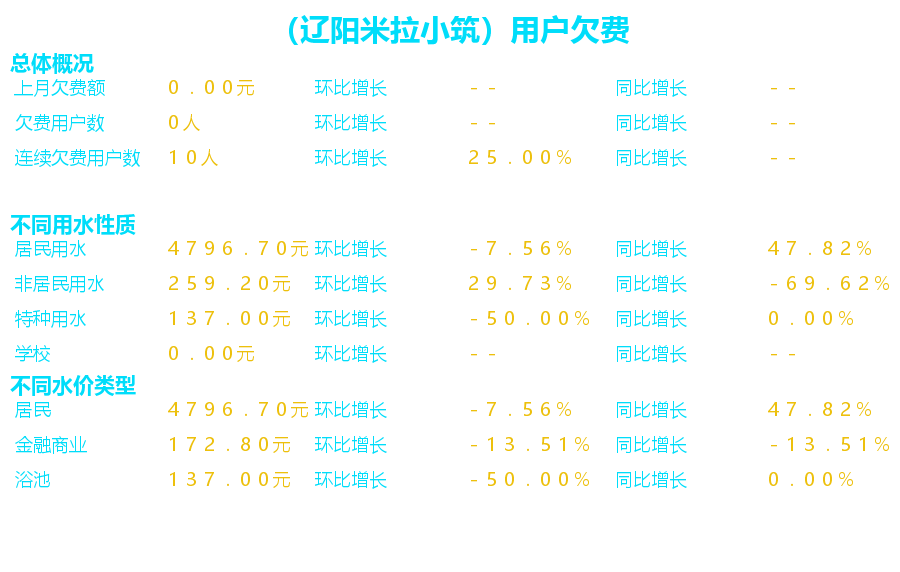 （辽阳米拉小筑）用户欠费
总体概况
上月欠费额 0.00元 环比增长 -- 同比增长 --
欠费用户数 0人 环比增长 -- 同比增长 --
连续欠费用户数 10人 环比增长 25.00% 同比增长 --
不同用水性质
居民用水 4796.70元 环比增长 -7.56% 同比增长 47.82%
非居民用水 259.20元 环比增长 29.73% 同比增长 -69.62%
特种用水 137.00元 环比增长 -50.00% 同比增长 0.00%
学校 0.00元 环比增长 -- 同比增长 --
不同水价类型
居民 4796.70元 环比增长 -7.56% 同比增长 47.82%
金融商业 172.80元 环比增长 -13.51% 同比增长 -13.51%
浴池 137.00元 环比增长 -50.00% 同比增长 0.00%